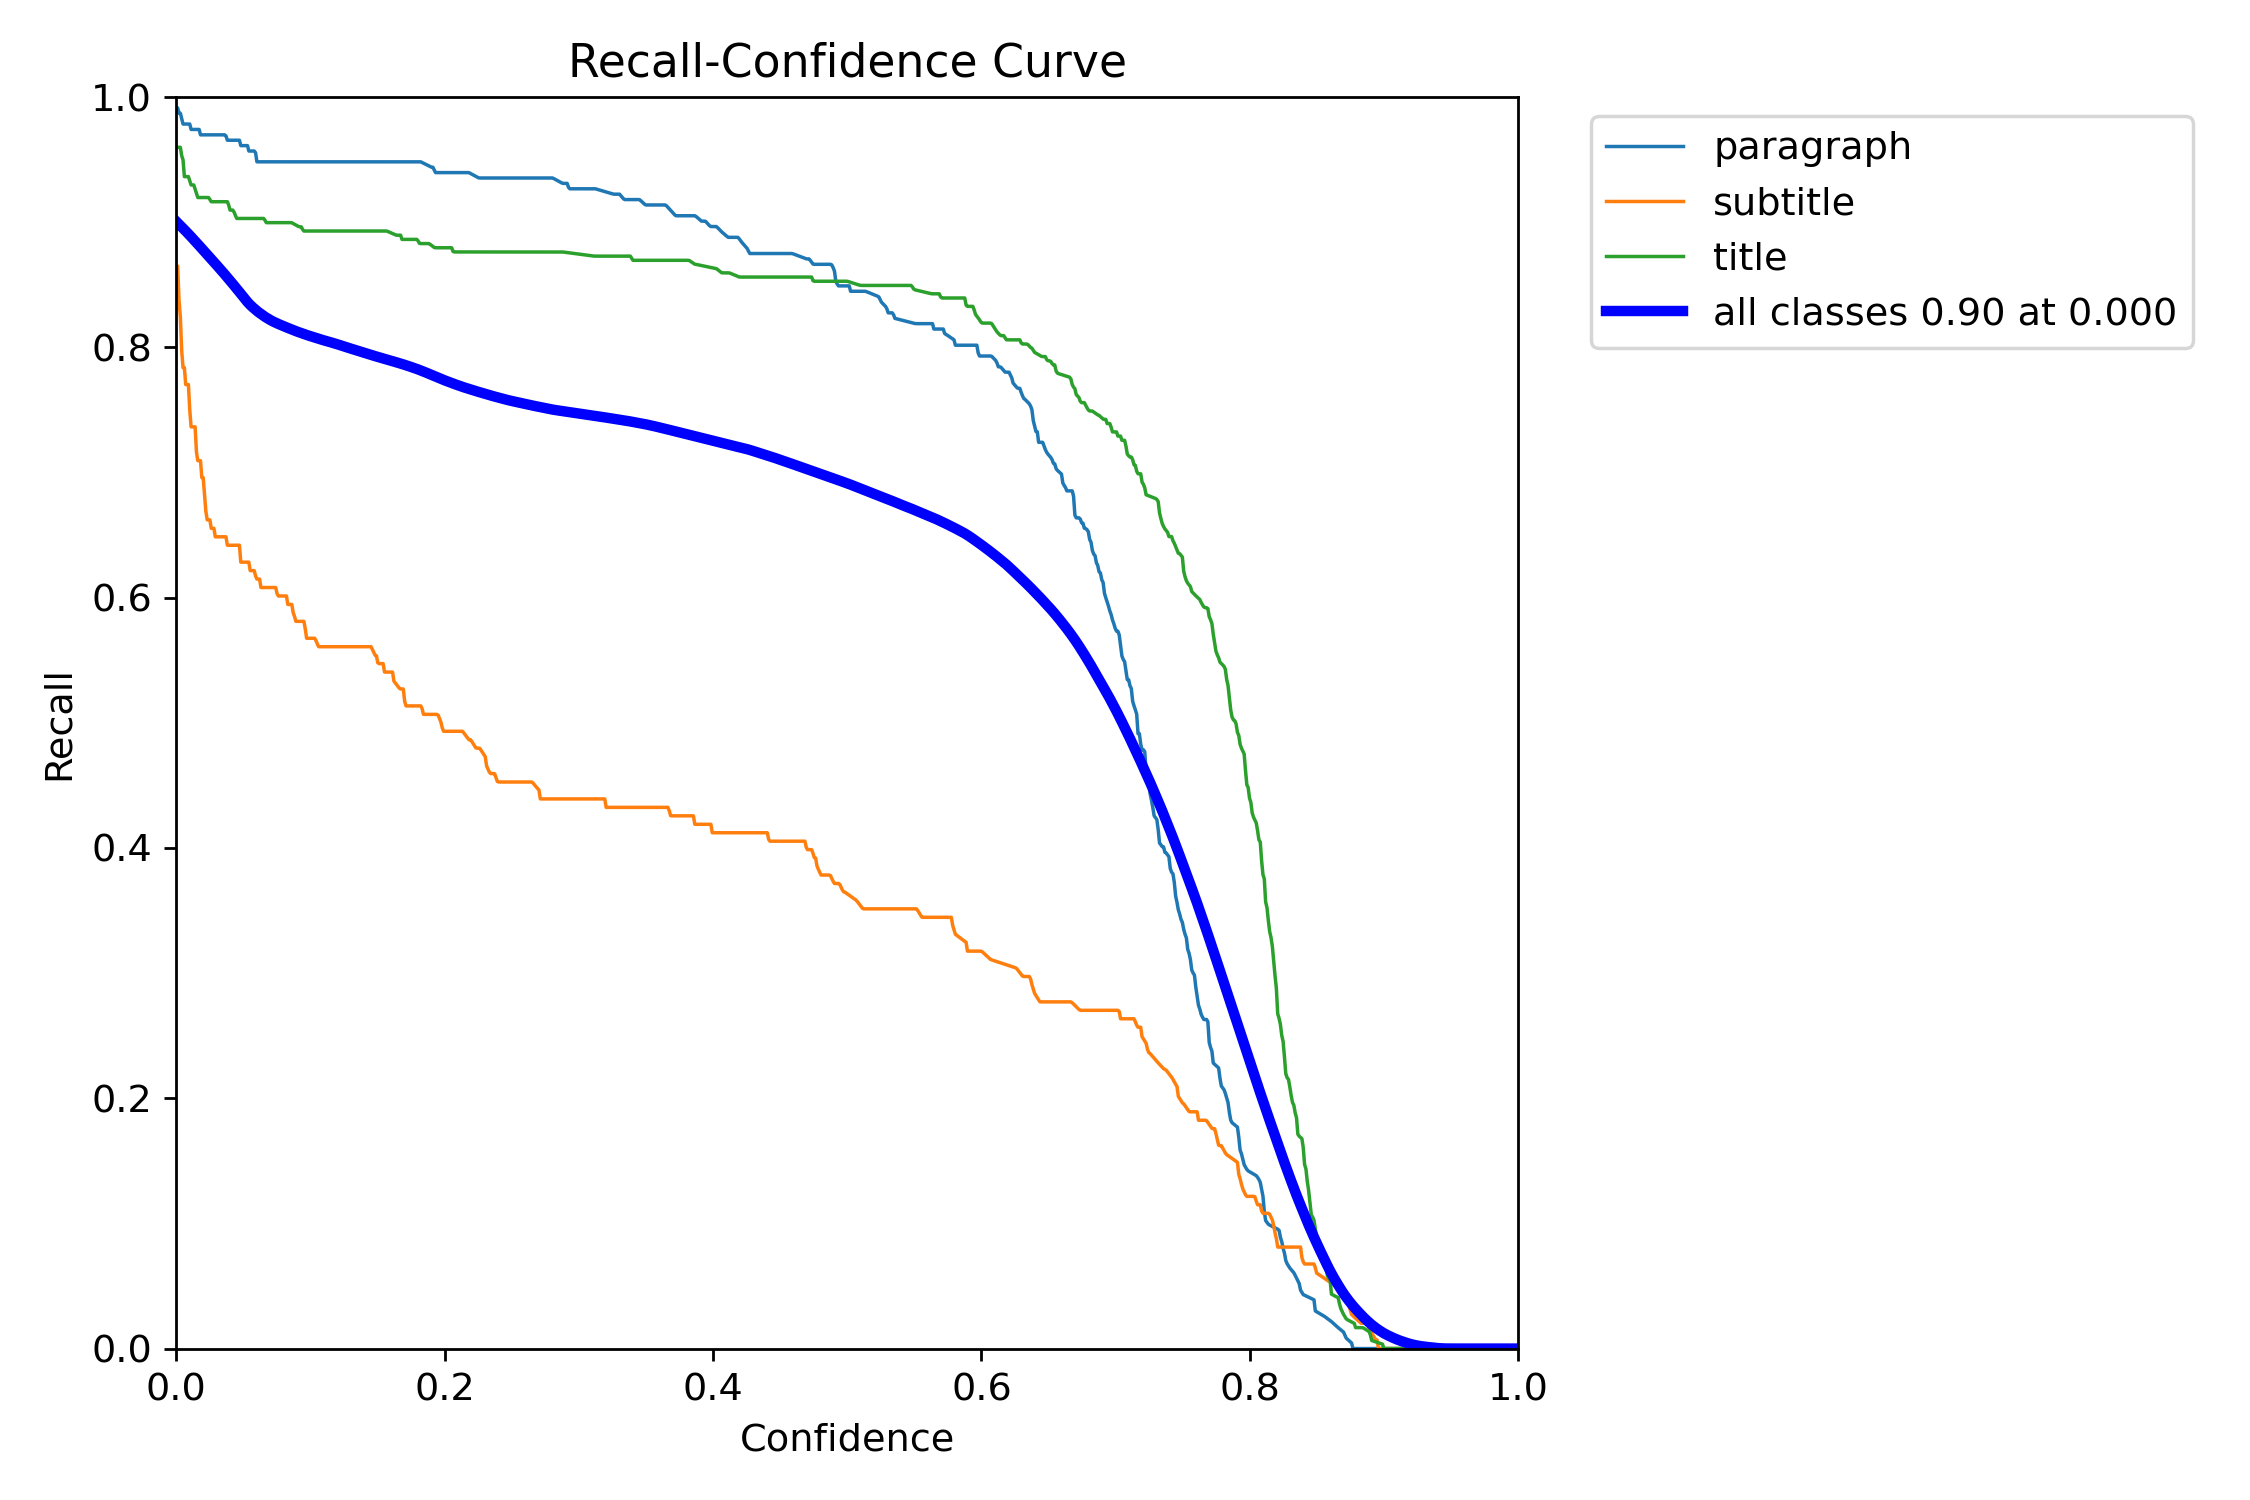 Recall-Confidence Curve
1.0
0.8
0.6
0.4
0.2
0.0
Recall
0.0 0.2 0.4 0.6 0.8 1.0
Confidence
paragraph
subtitle
title
all classes 0.90 at 0.000